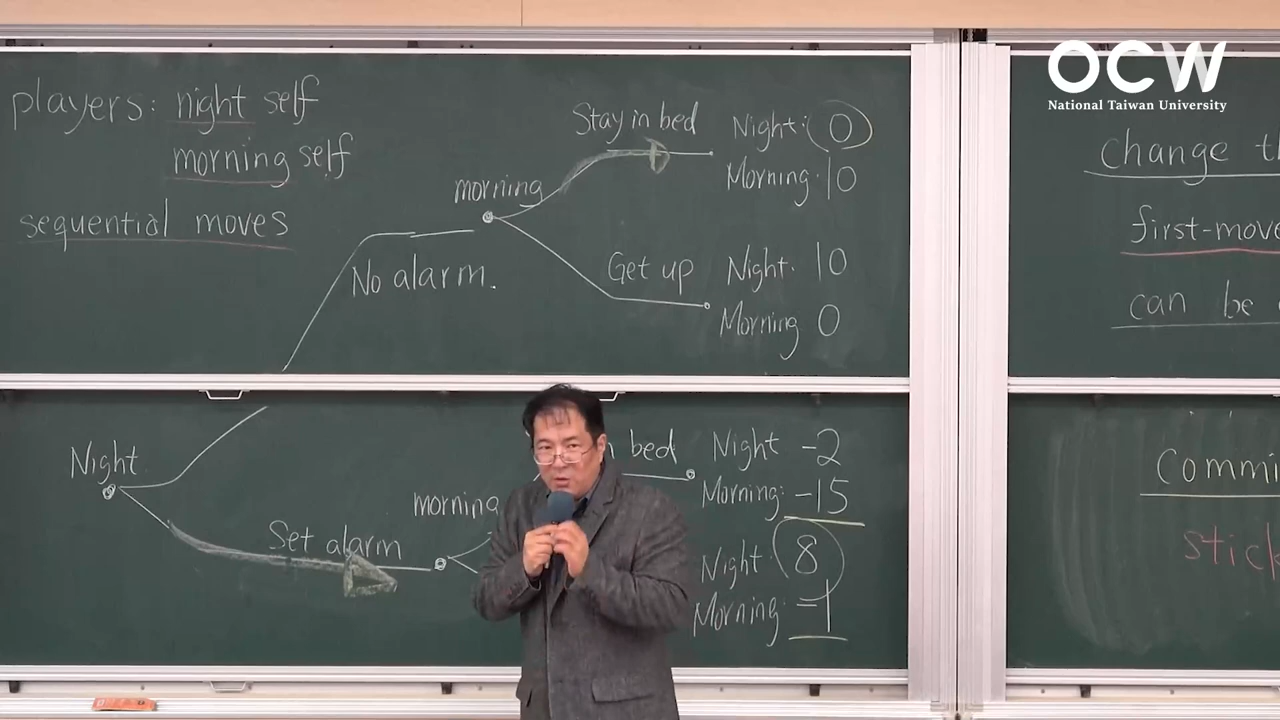 OCW
National Taiwan University
players: night self
morning self
sequential moves
morning
Stay in bed
Night: 0
Morning: 10
No alarm.
Get up
Night: 10
Morning 0
Night
Set alarm
morning
bed
Night -2
Morning: -15
Night: 8
Morning: -1
change
first-move
can be
Commi
stick